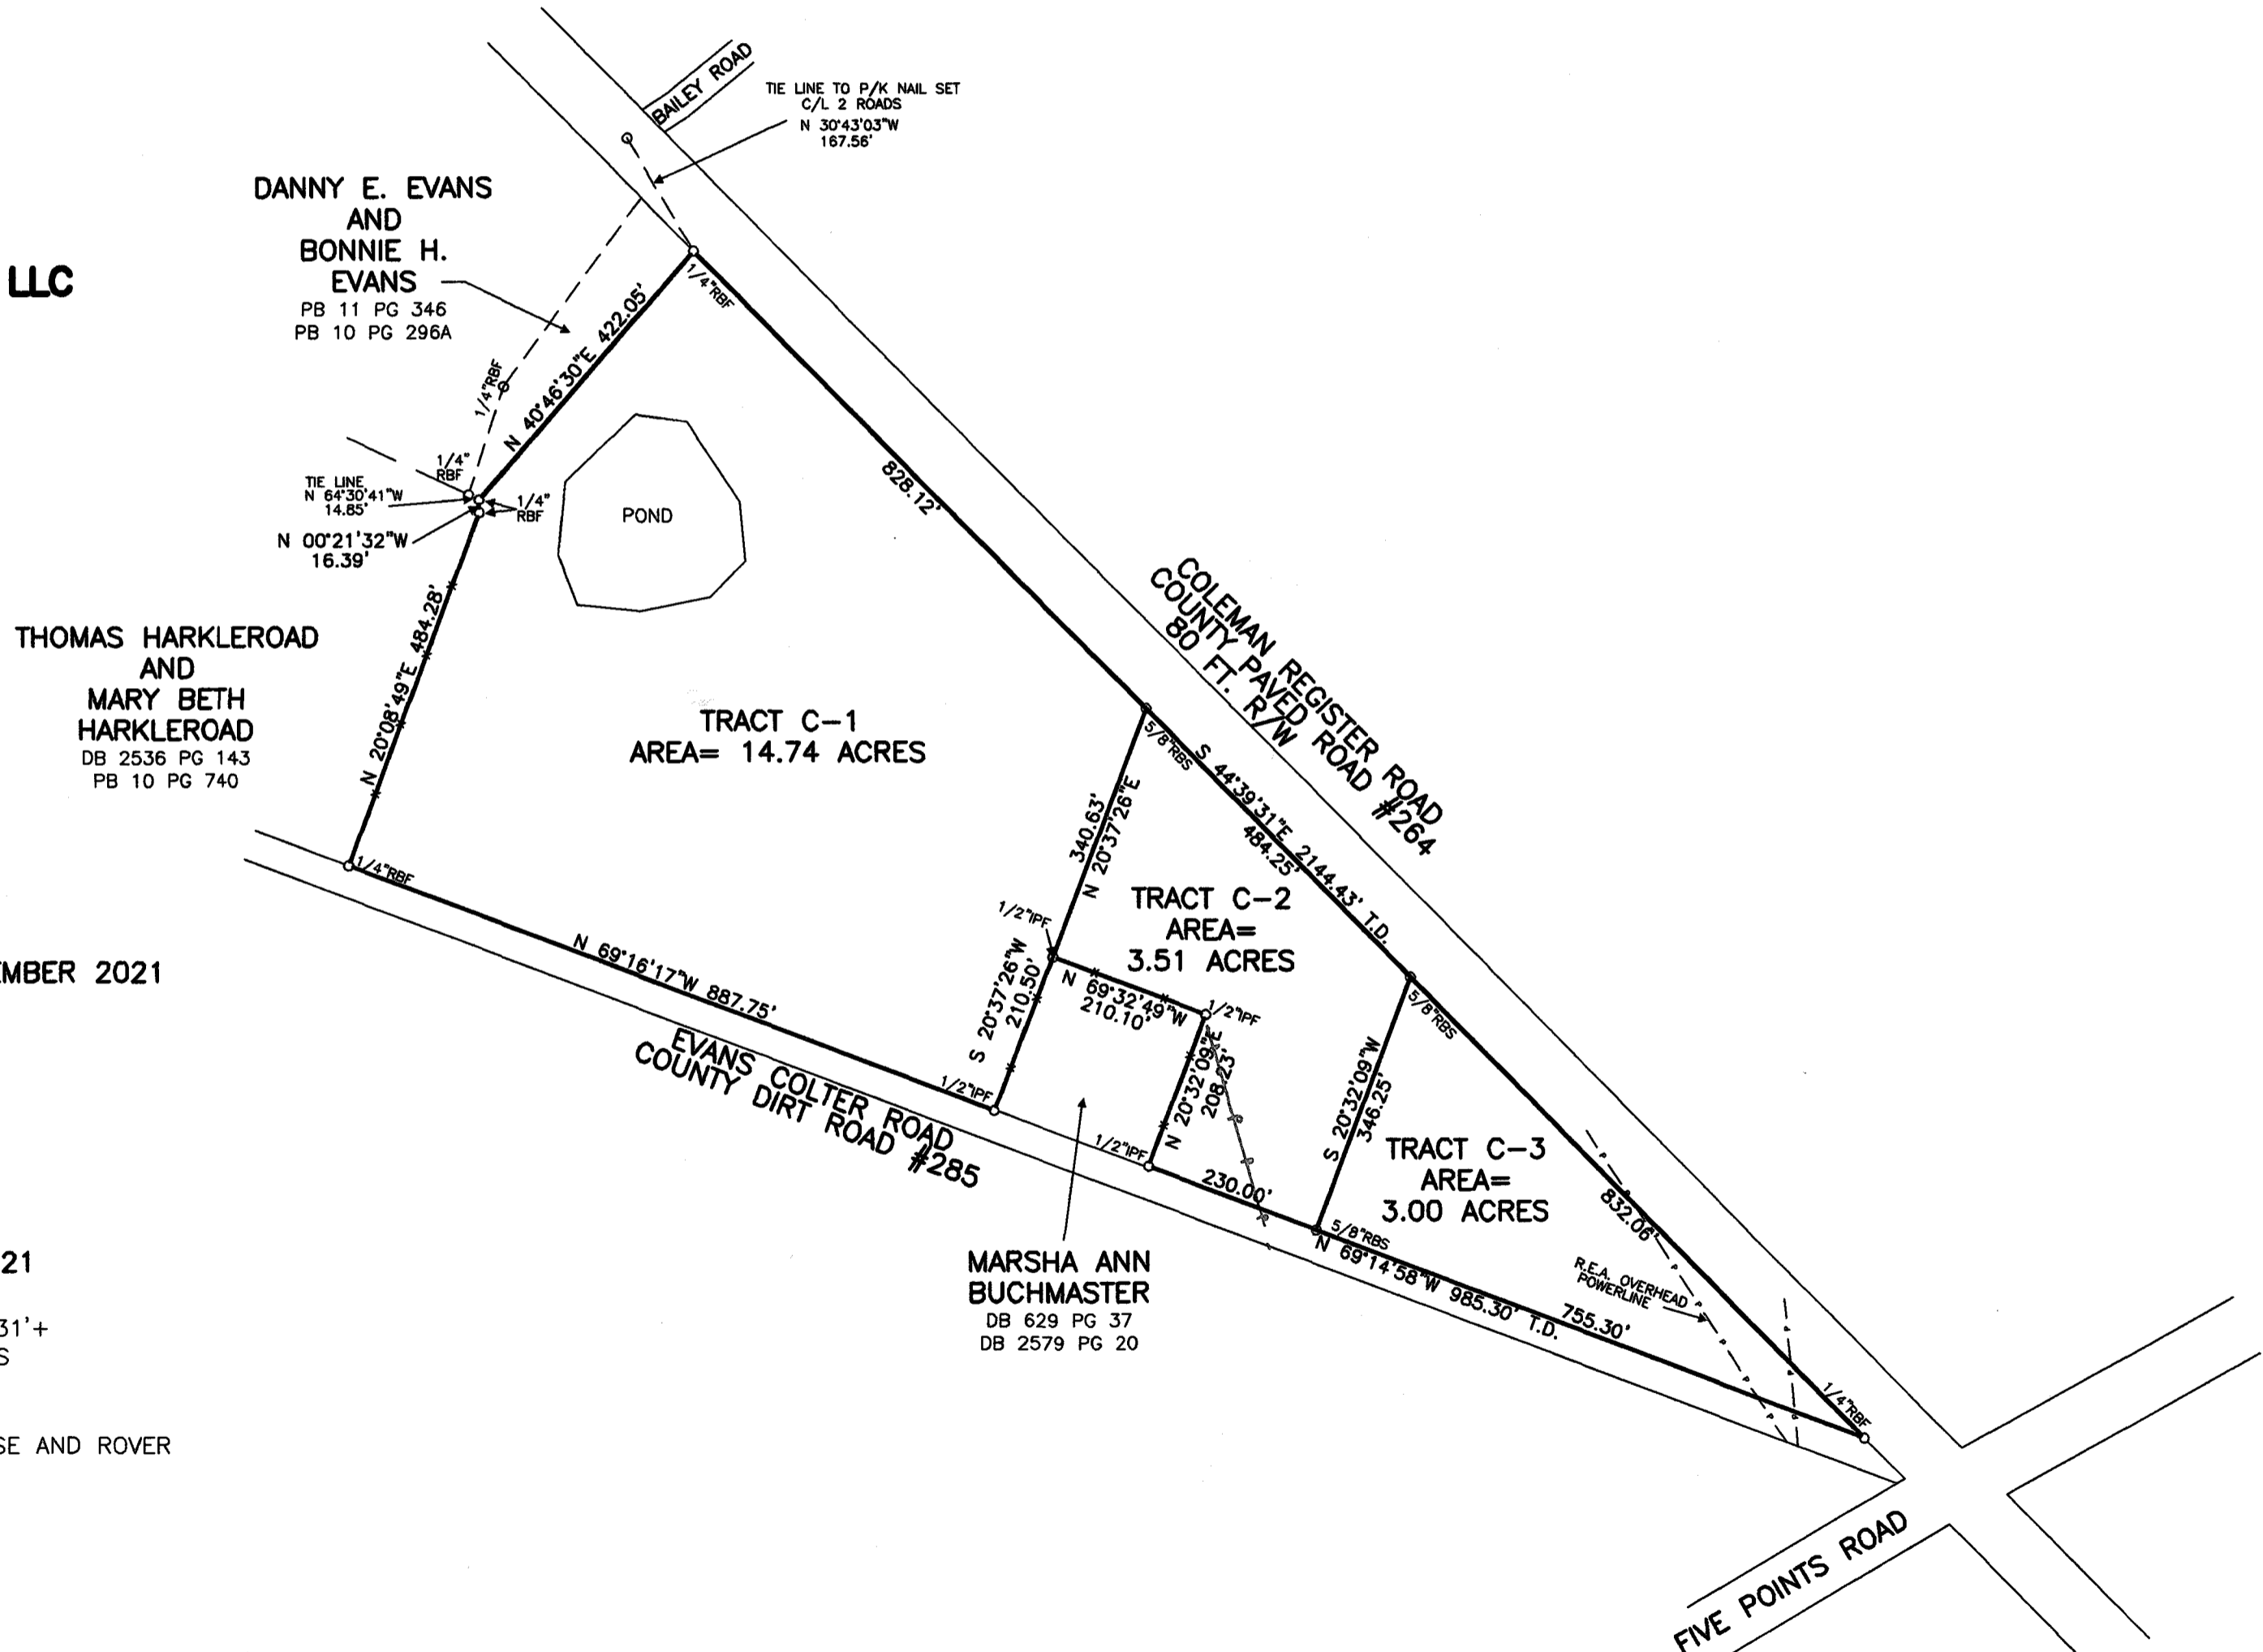 BAILEY ROAD
TIE LINE TO P/K NAIL SET
C/L 2 ROADS
N 30°43'03"W
167.56'
DANNY E. EVANS
AND
BONNIE H.
EVANS
PB 11 PG 346
PB 10 PG 296A
LLC
1/4"RBF
N 40°46'30"E 422.05'
1/4"RBF
828.12'
1/4"
RBF
TIE LINE
N 64°30'41"W
14.85'
1/4"
RBF
N 00°21'32"W
16.39'
POND
COLEMAN REGISTER ROAD
COUNTY PAVED ROAD #264
80 FT. R/W
THOMAS HARKLEROAD
AND
MARY BETH
HARKLEROAD
DB 2536 PG 143
PB 10 PG 740
N 20°08'49"E 484.28'
TRACT C-1
AREA= 14.74 ACRES
5/8"RBS
S 44°39'31"E 2144.43' T.D.
484.25'
340.63'
N 20°37'26"E
1/4"RBF
TRACT C-2
AREA=
3.51 ACRES
1/2"IPF
N 69°16'17"W 887.75'
EMBER 2021
S 20°37'26"W
210.50'
N 69°32'49"W
210.10'
1/2"IPF
5/8"RBS
EVANS COLTER ROAD
COUNTY DIRT ROAD #285
1/2"IPF
N 20°32'09"E
208.23'
S 20°32'09"W
346.25'
1/2"IPF
230.00'
TRACT C-3
AREA=
3.00 ACRES
832.06'
5/8"RBS
N 69°14'58"W 985.30' T.D.
755.30'
R.E.A. OVERHEAD
POWERLINE
MARSHA ANN
BUCHMASTER
DB 629 PG 37
DB 2579 PG 20
21
31'+
S
1/4"RBF
SE AND ROVER
FIVE POINTS ROAD